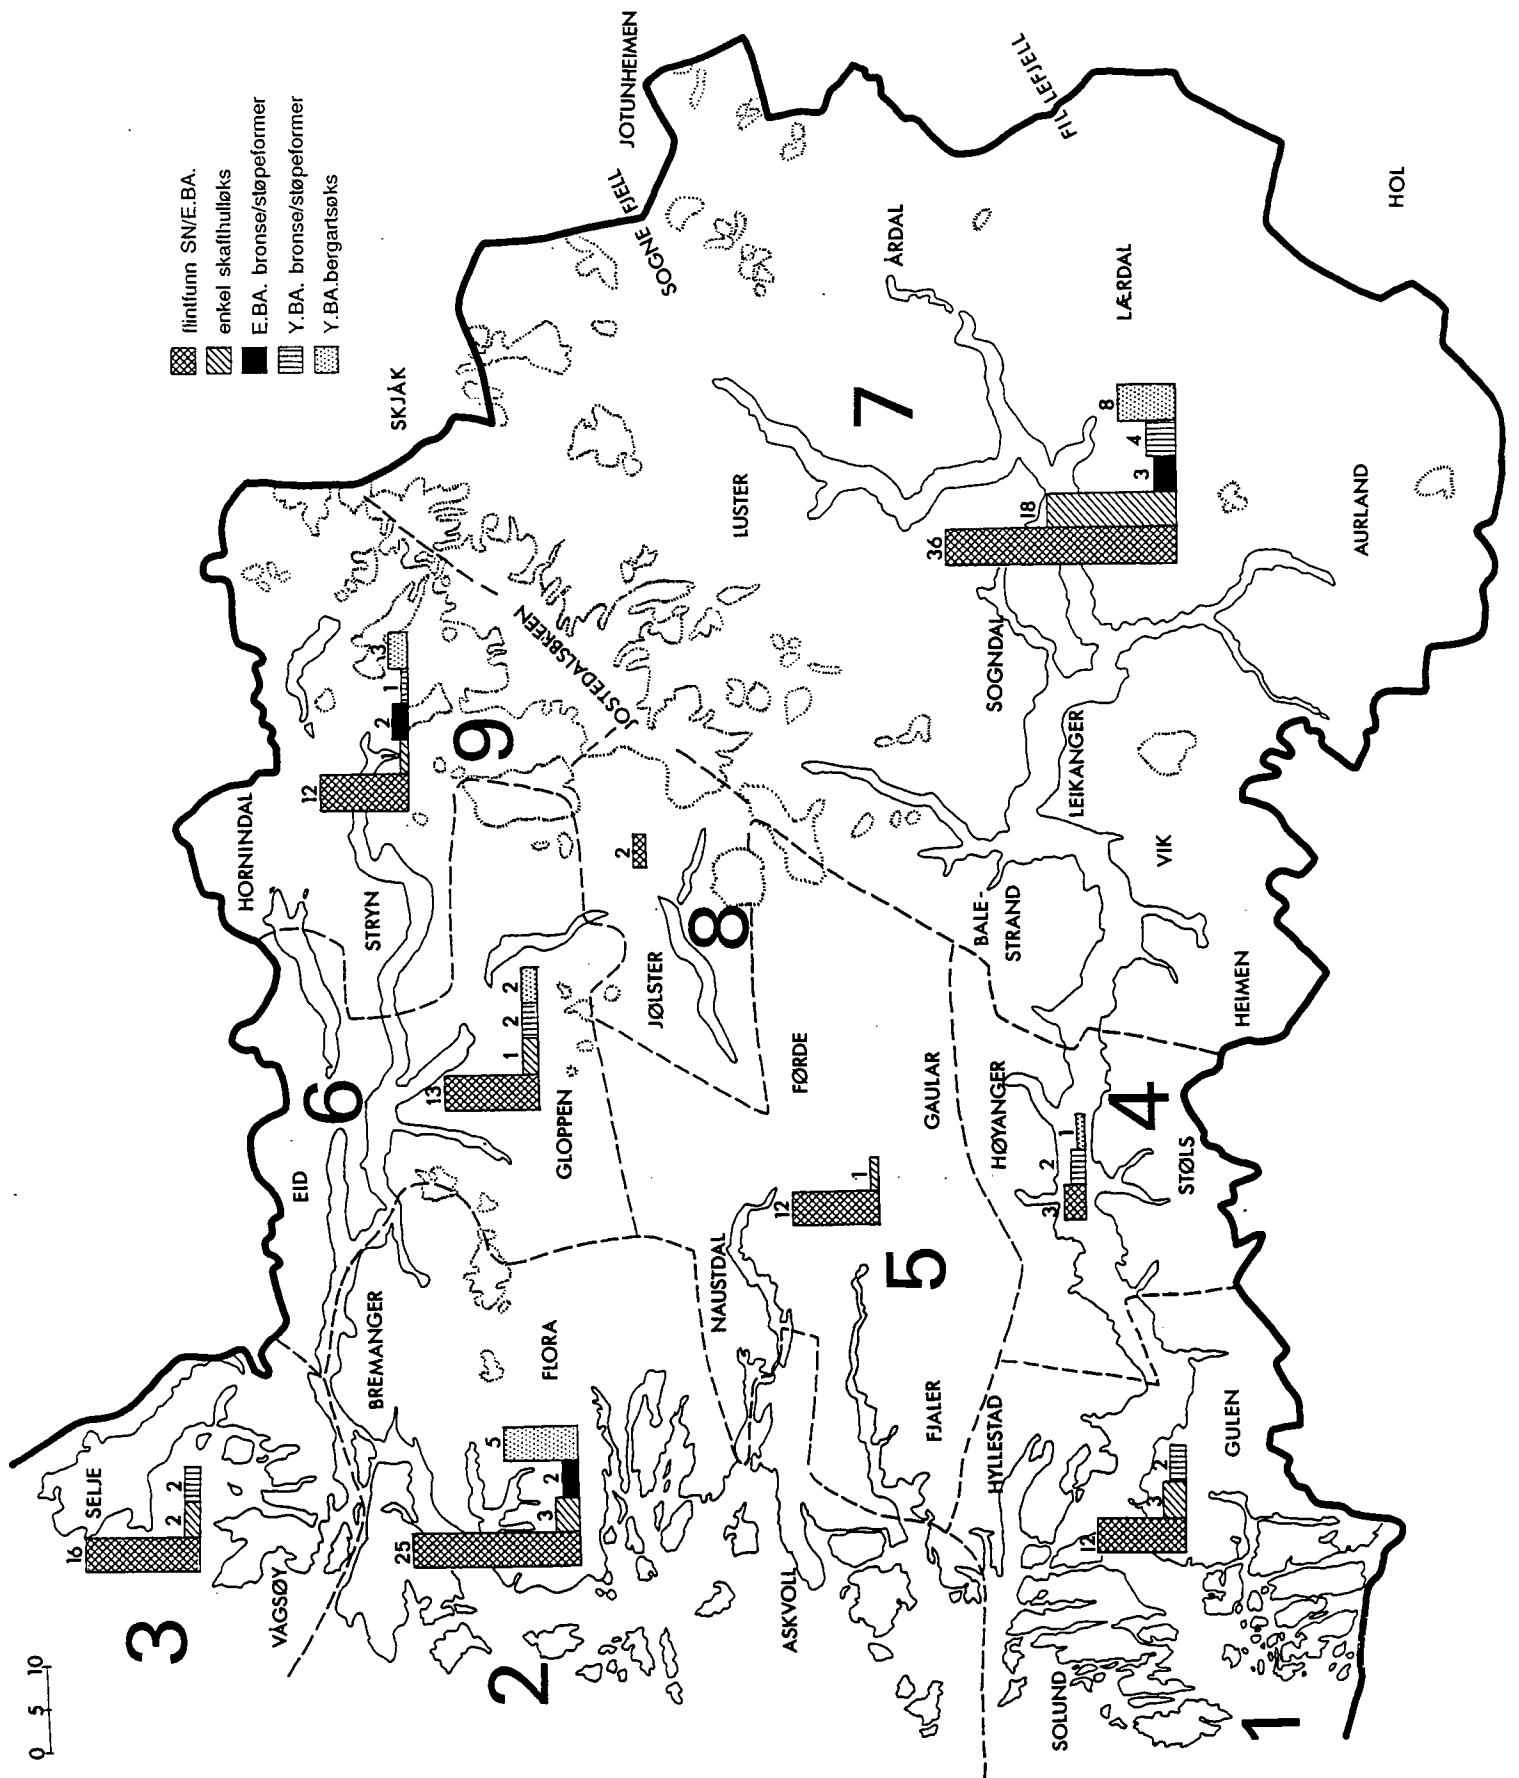 flintfunn SN/E.BA.
enkel skafthulløks
E.BA. bronse/støpeformer
Y.BA. bronse/støpeformer
Y.BA.bergartsøks
0 5 10
SELJE
16 2 2
3
VÅGSØY
BREMANGER
FLORA
25 3 2 5
2
ASKVOLL
NAUSTDAL
12 1
5
FJALER
FØRDE
GAULAR
HYLLESTAD
SOLUND
GULEN
12 3 2
1
HØYANGER
3 2 1
4
STØLS
HEIMEN
EID
6
GLOPPEN
13 1 2 2
HORNINDAL
STRYN
12 1 2 1 3
9
JOSTEDALSBREEN
JØLSTER
2
8
BALE-
STRAND
VIK
LEIKANGER
SOGNDAL
LUSTER
36 18 3 4 8
7
AURLAND
LÆRDAL
ÅRDAL
HOL
FILLEFJELL
JOTUNHEIMEN
SOGNE FJELL
SKJÅK